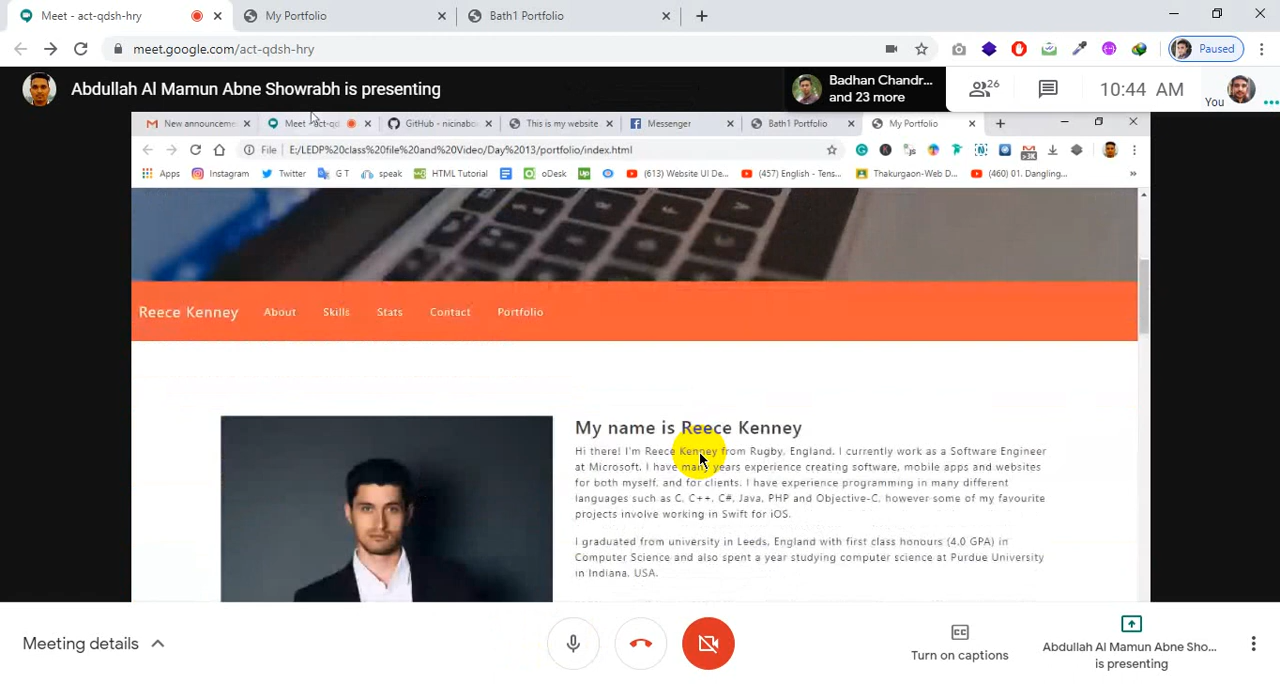 Meet - act-qdsh-hry
My Portfolio
Bath1 Portfolio
meet.google.com/act-qdsh-hry
Paused
Abdullah Al Mamun Abne Showrabh is presenting
Badhan Chandr...
and 23 more
26
10:44 AM
You
New announceme
Meet - act-qd
GitHub - nicinabo
This is my website
Messenger
Bath1 Portfolio
My Portfolio
File
E:/LEDP%20class%20file%20and%20Video/Day%2013/portfolio/index.html
Apps
Instagram
Twitter
G T
speak
HTML Tutorial
oDesk
Up
(613) Website UI De...
(457) English - Tens...
Thakurgaon-Web D...
(460) 01. Dangling...
Reece Kenney
About
Skills
Stats
Contact
Portfolio
My name is Reece Kenney
Hi there! I'm Reece Kenney from Rugby, England. I currently work as a Software Engineer
at Microsoft. I have many years experience creating software, mobile apps and websites
for both myself, and for clients. I have experience programming in many different
languages such as C, C++, C#, Java, PHP and Objective-C, however some of my favourite
projects involve working in Swift for iOS.
I graduated from university in Leeds, England with first class honours (4.0 GPA) in
Computer Science and also spent a year studying computer science at Purdue University
in Indiana, USA.
Meeting details
Turn on captions
Abdullah Al Mamun Abne Sho...
is presenting